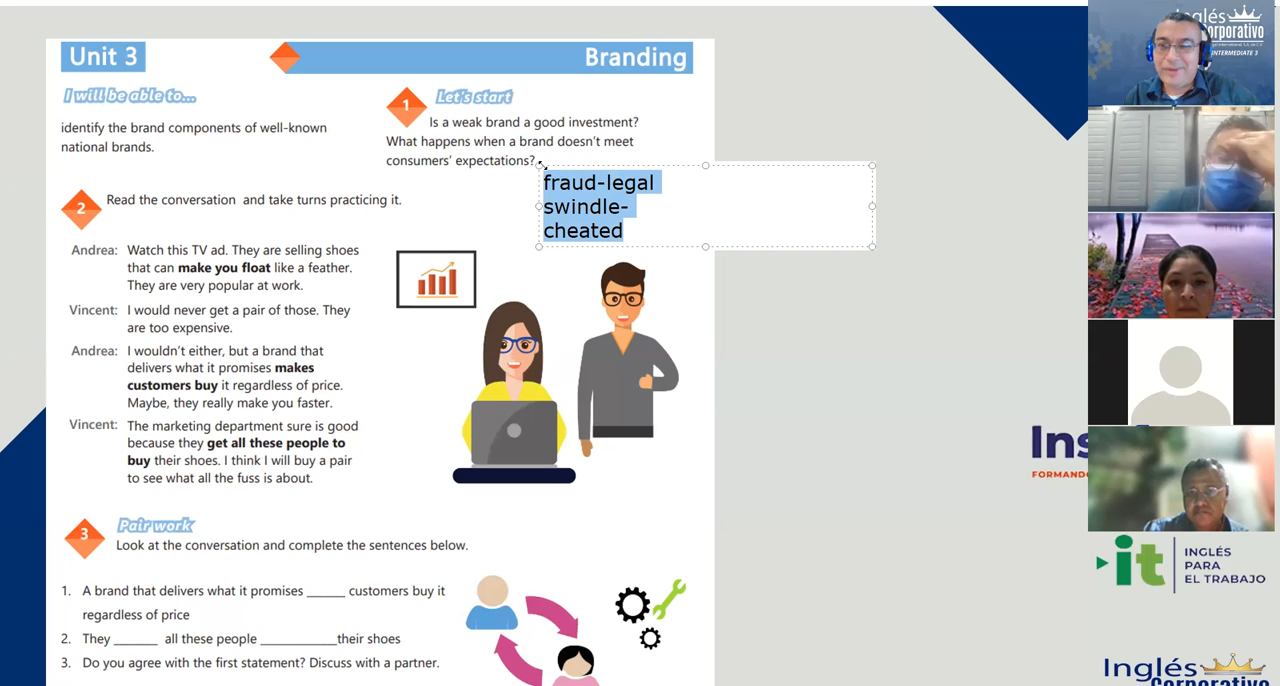 Unit 3
Branding
I will be able to...
identify the brand components of well-known
national brands.
1
Let's start
Is a weak brand a good investment?
What happens when a brand doesn't meet
consumers' expectations?
fraud-legal
swindle-
cheated
2
Read the conversation and take turns practicing it.
Andrea: Watch this TV ad. They are selling shoes
that can make you float like a feather.
They are very popular at work.
Vincent: I would never get a pair of those. They
are too expensive.
Andrea: I wouldn't either, but a brand that
delivers what it promises makes
customers buy it regardless of price.
Maybe, they really make you faster.
Vincent: The marketing department sure is good
because they get all these people to
buy their shoes. I think I will buy a pair
to see what all the fuss is about.
3
Pair work
Look at the conversation and complete the sentences below.
1. A brand that delivers what it promises ______ customers buy it
regardless of price
2. They _______ all these people ____________their shoes
3. Do you agree with the first statement? Discuss with a partner.
Inglés
Corporativo
INTERMEDIATE 3
Ins
FORMANDO
it
INGLÉS
PARA
EL TRABAJO
Inglés
Corporativo